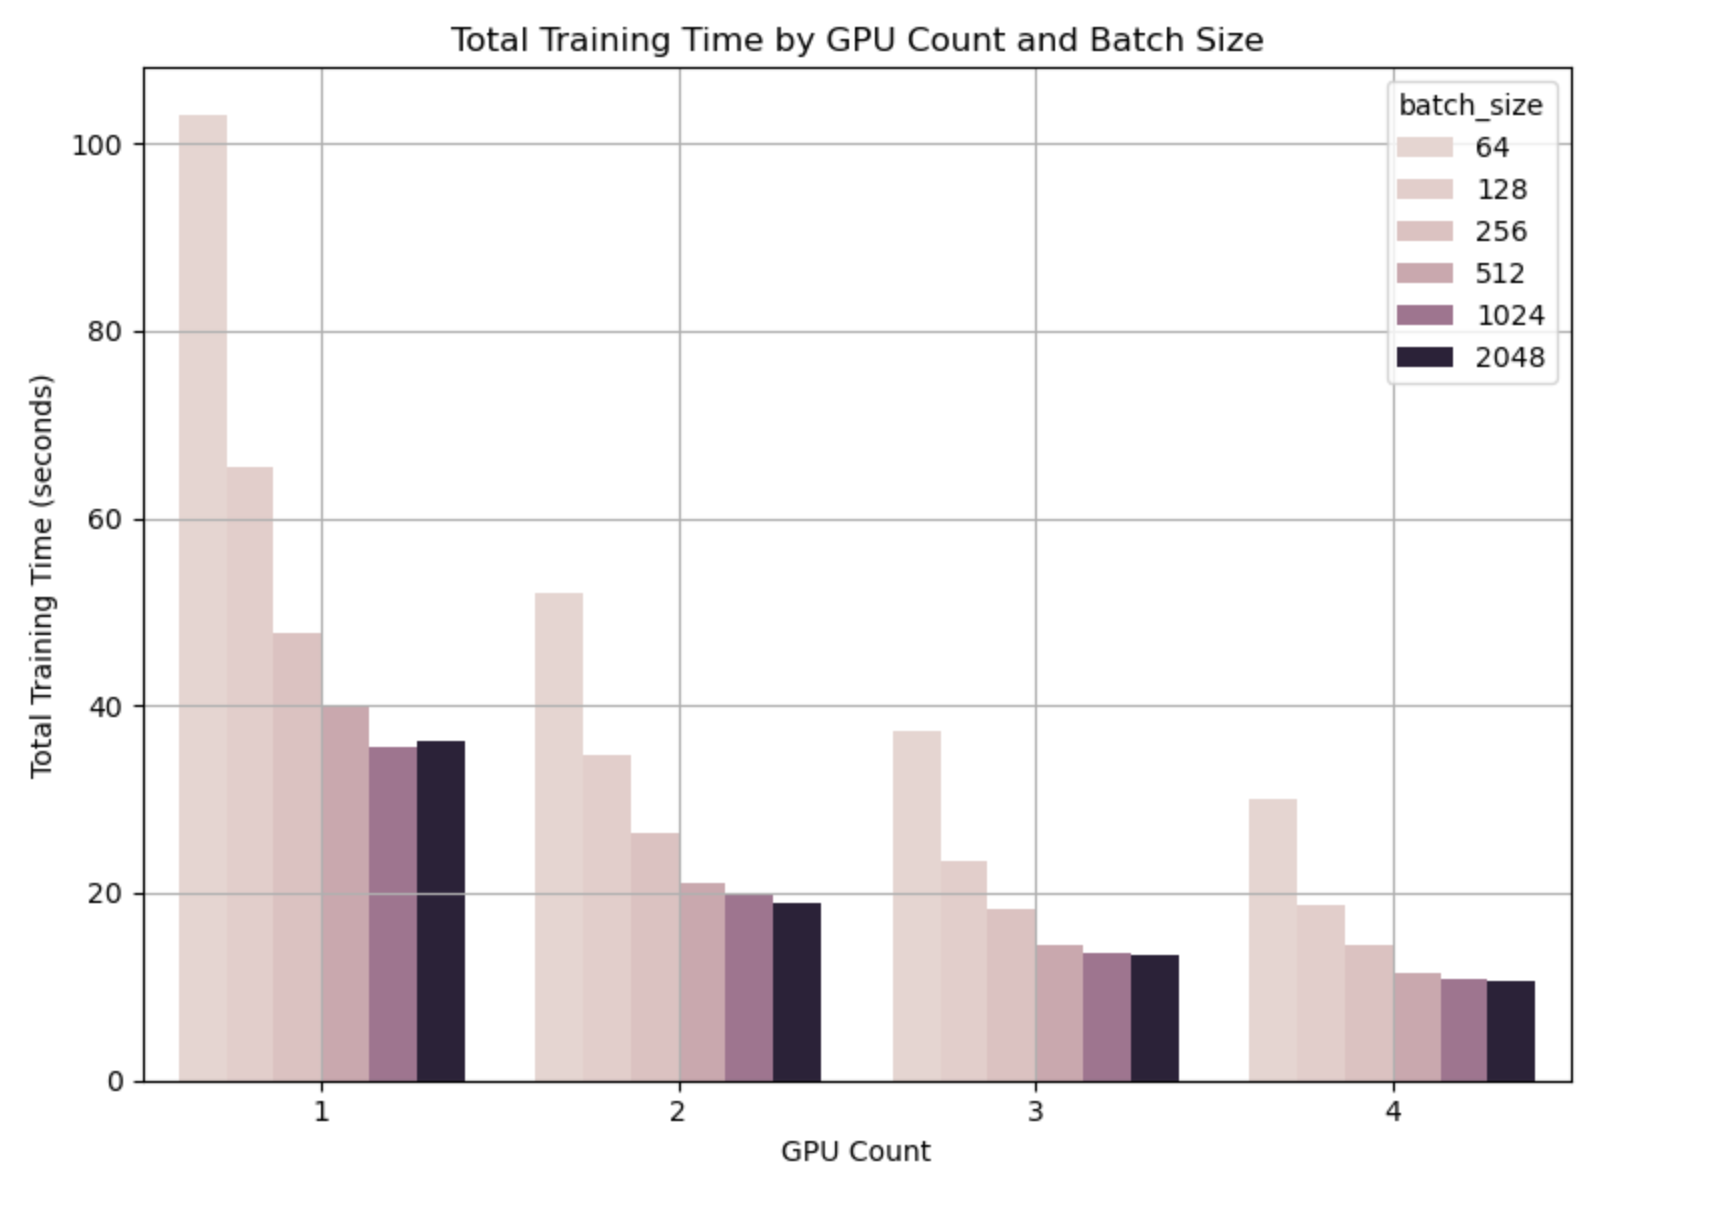 Total Training Time by GPU Count and Batch Size
Total Training Time (seconds)
100
80
60
40
20
0
batch_size
64
128
256
512
1024
2048
1 2 3 4
GPU Count